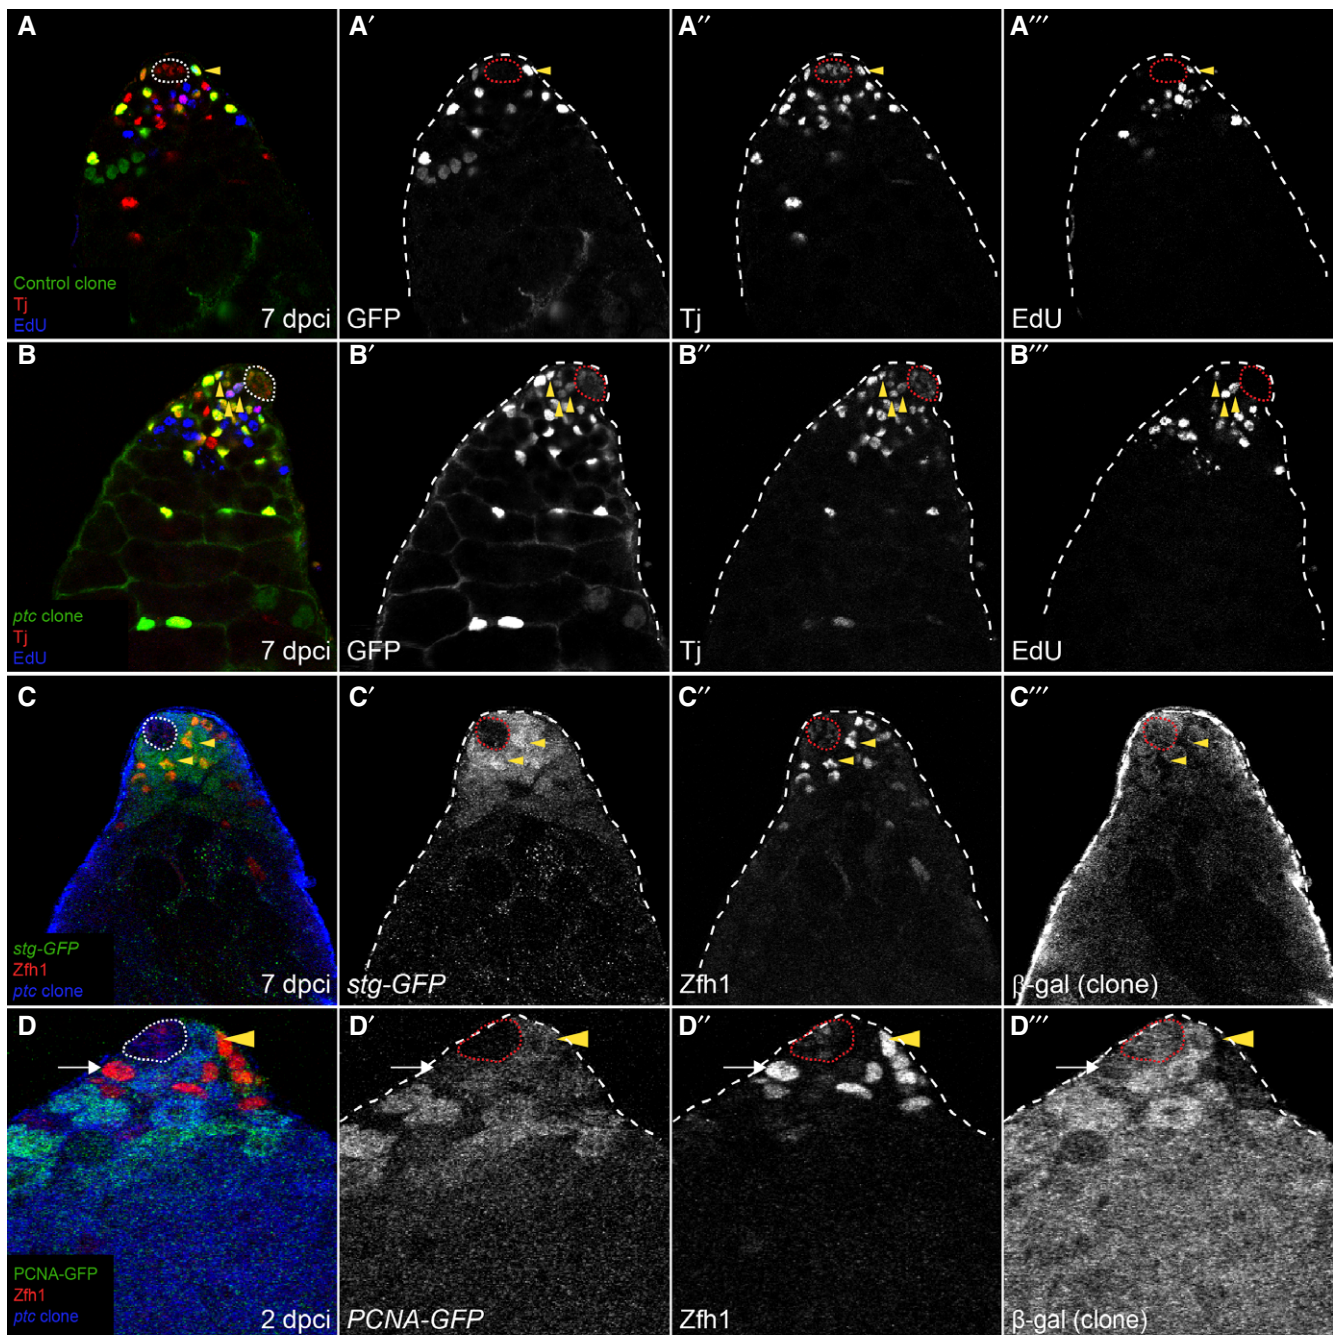 A
Control clone
Tj
EdU
7 dpci
A′
GFP
A″
Tj
A‴
EdU
B
ptc clone
Tj
EdU
7 dpci
B′
GFP
B″
Tj
B‴
EdU
C
stg-GFP
Zfh1
ptc clone
7 dpci
C′
stg-GFP
C″
Zfh1
C‴
β-gal (clone)
D
PCNA-GFP
Zfh1
ptc clone
2 dpci
D′
PCNA-GFP
D″
Zfh1
D‴
β-gal (clone)